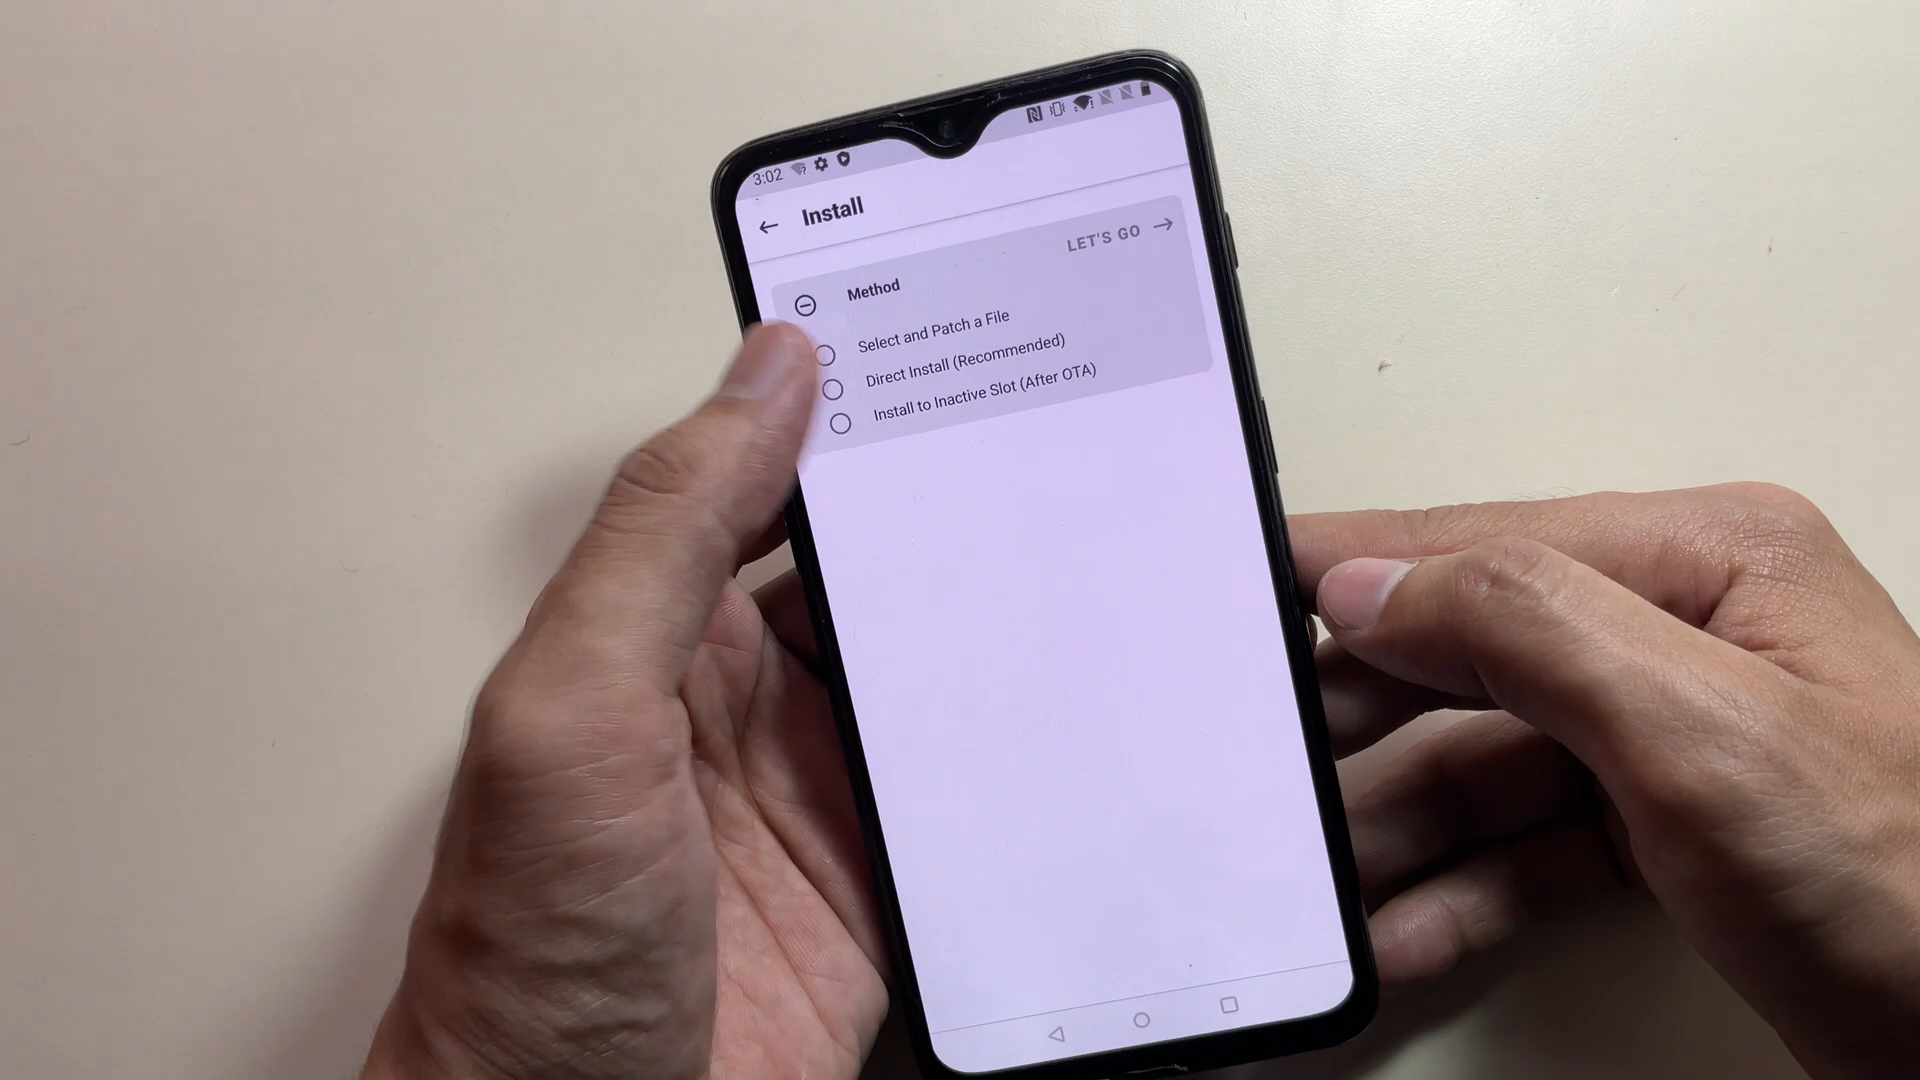 3:02
Install
LET'S GO
Method
Select and Patch a File
Direct Install (Recommended)
Install to Inactive Slot (After OTA)